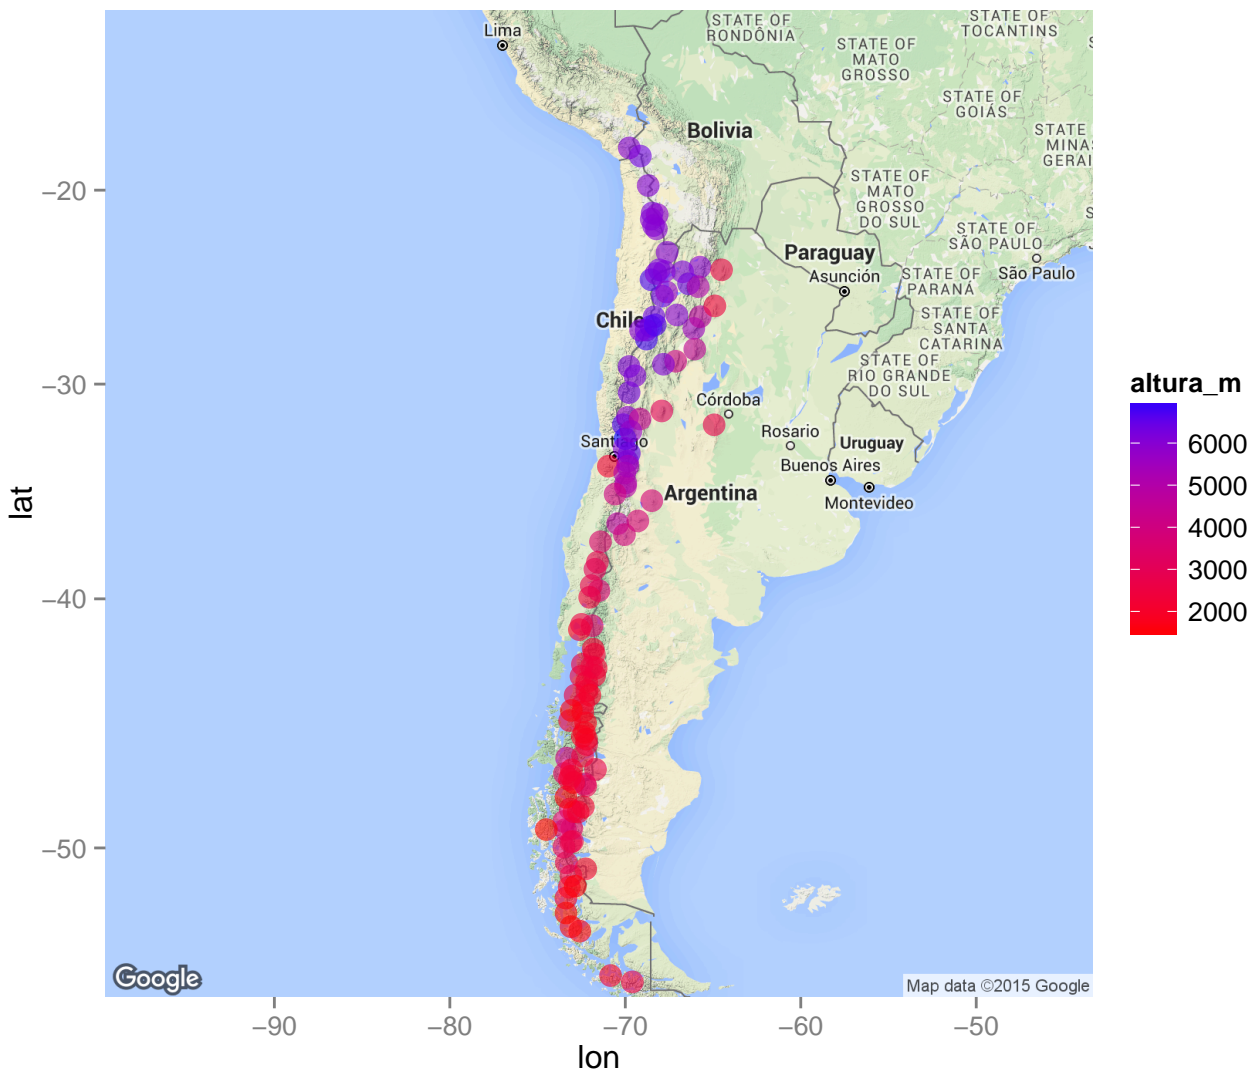 Lima
STATE OF
RONDÔNIA
STATE OF
TOCANTINS
STATE OF
MATO
GROSSO
STATE OF
GOIÁS
Bolivia
STATE
MINAS
GERAI
STATE OF
MATO
GROSSO
DO SUL
STATE OF
SÃO PAULO
São Paulo
Paraguay
Asunción
STATE OF
PARANÁ
STATE OF
SANTA
CATARINA
Chile
STATE OF
RIO GRANDE
DO SUL
Córdoba
Rosario
Uruguay
Santiago
Buenos Aires
Argentina
Montevideo
Google
Map data ©2015 Google
−20
−30
−40
−50
lat
−90
−80
−70
−60
−50
lon
altura_m
6000
5000
4000
3000
2000